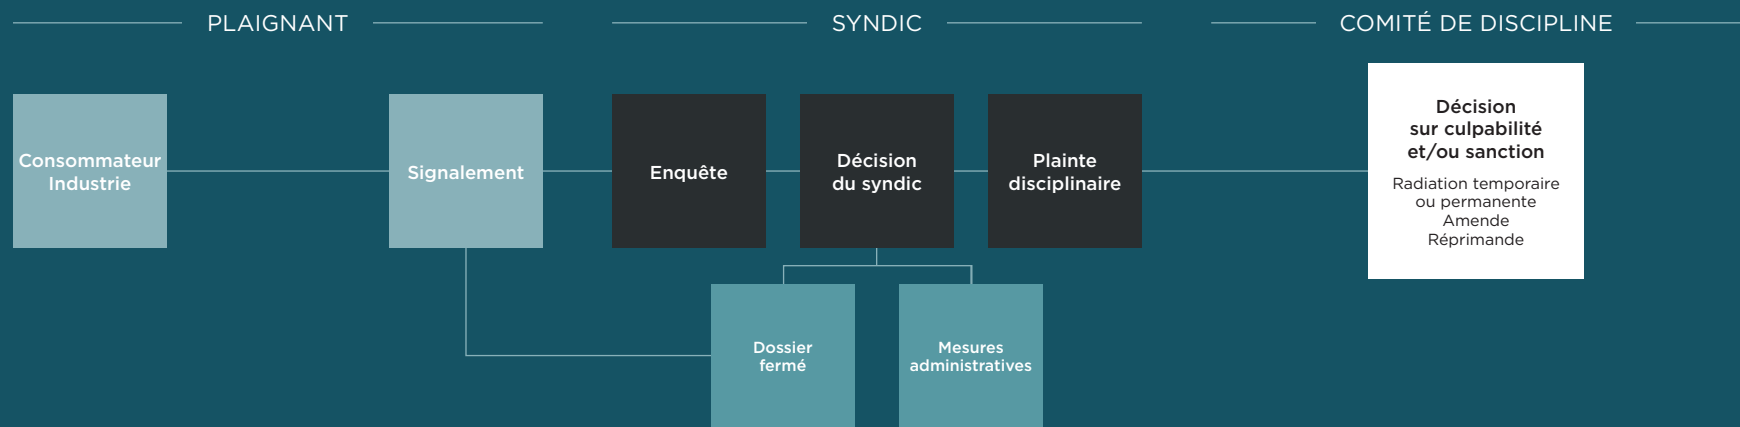 PLAIGNANT
SYNDIC
COMITÉ DE DISCIPLINE
Consommateur
Industrie
Signalement
Enquête
Décision
du syndic
Plainte
disciplinaire
Décision
sur culpabilité
et/ou sanction
Radiation temporaire
ou permanente
Amende
Réprimande
Dossier
fermé
Mesures
administratives